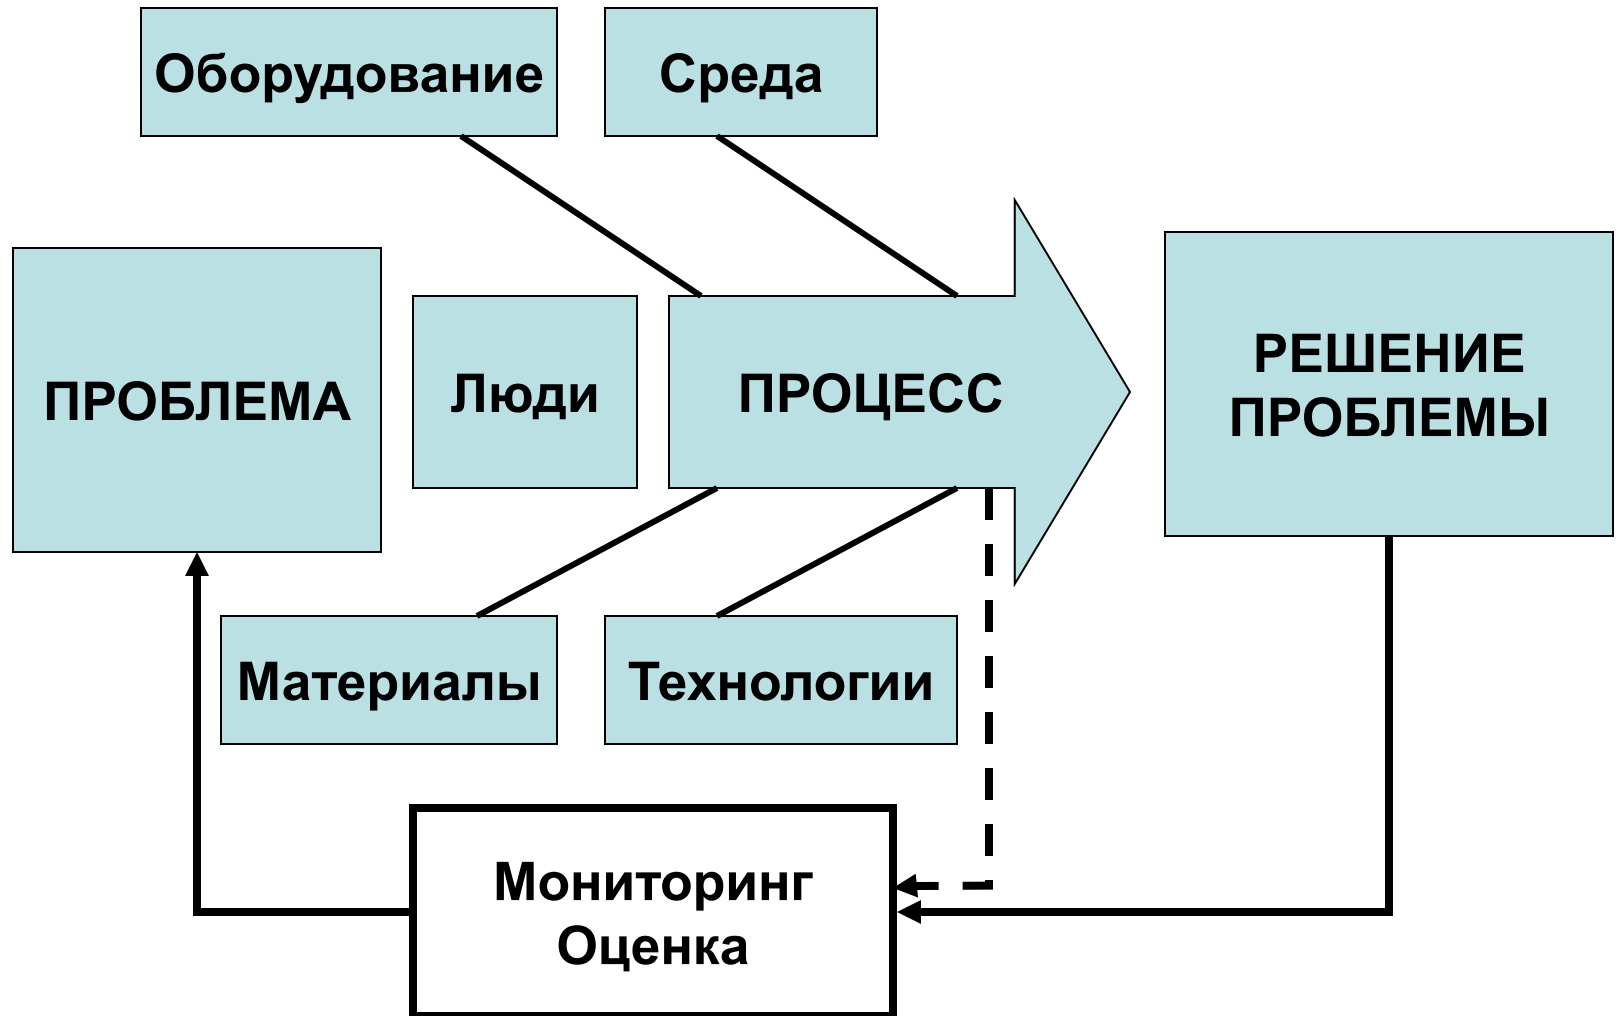 Оборудование
Среда
ПРОБЛЕМА
Люди
ПРОЦЕСС
РЕШЕНИЕ
ПРОБЛЕМЫ
Материалы
Технологии
Мониторинг
Оценка